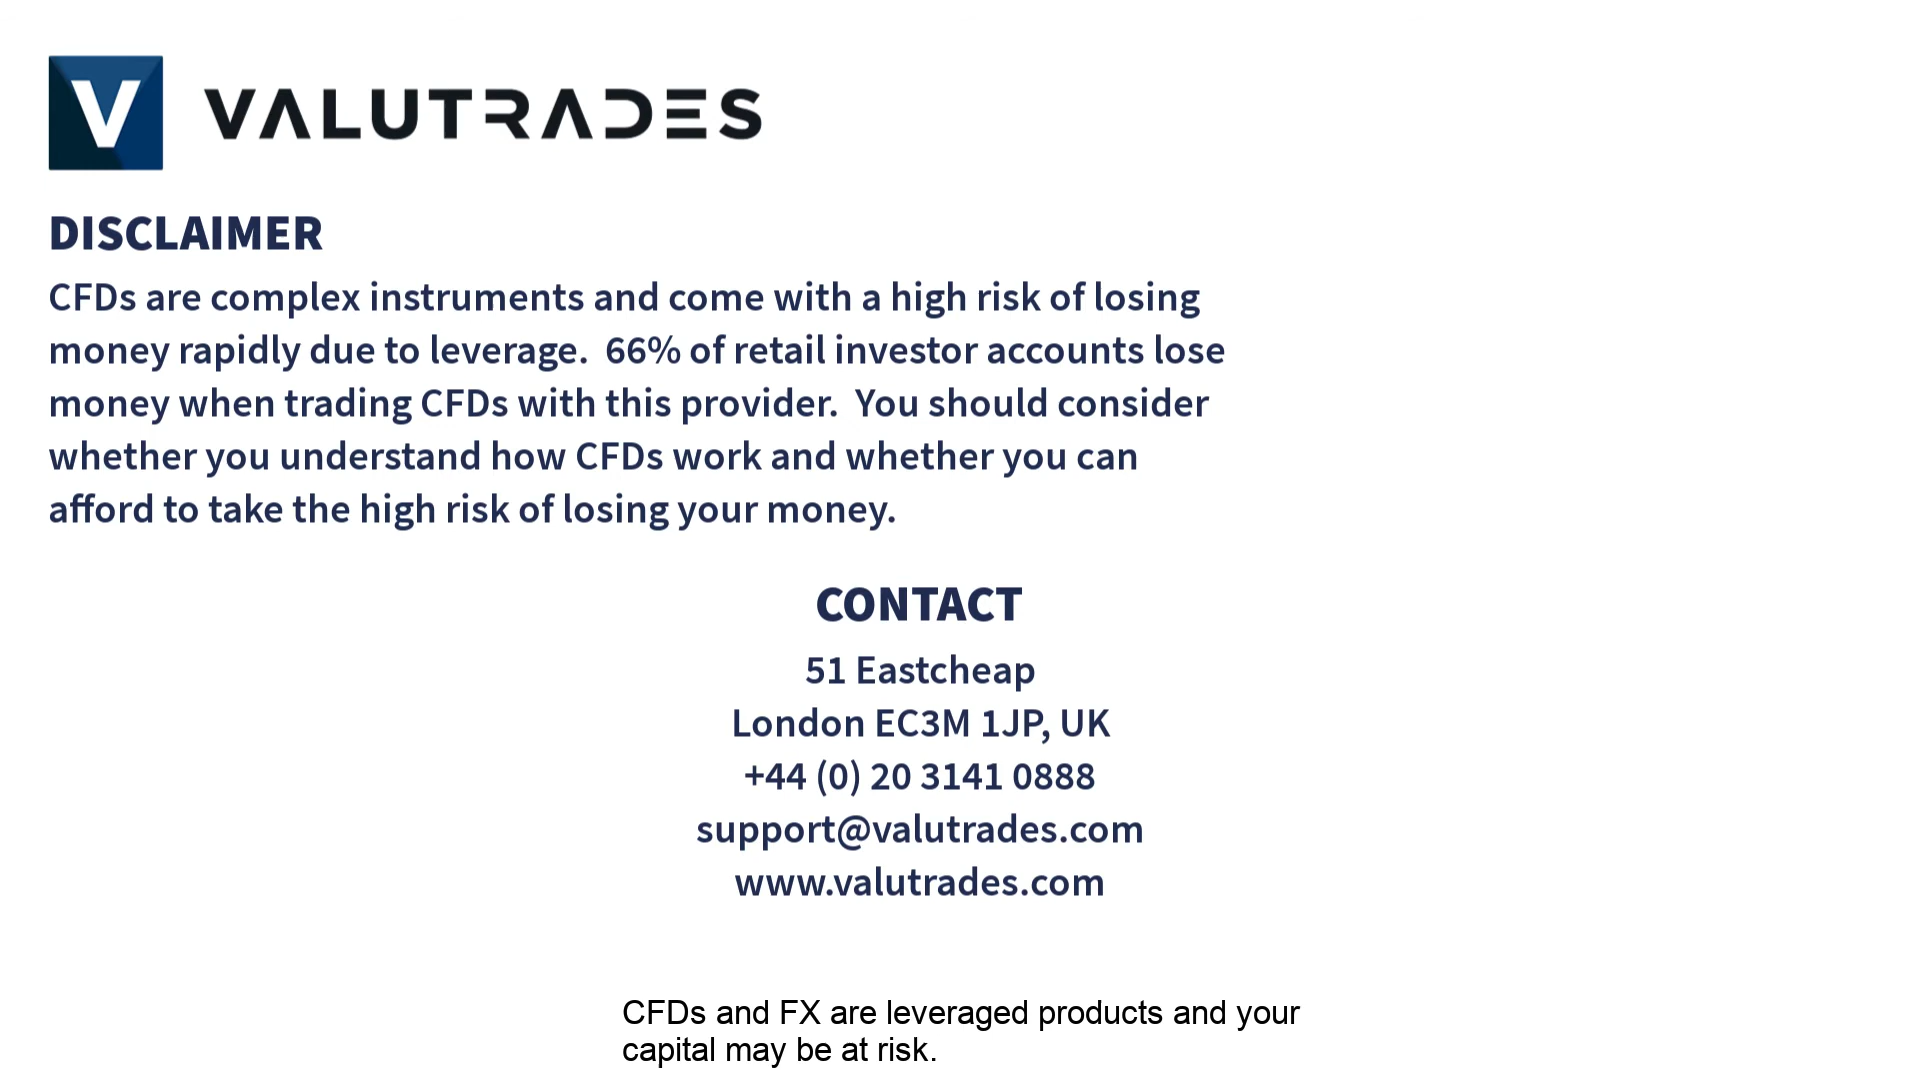 V VALUTRADES
DISCLAIMER
CFDs are complex instruments and come with a high risk of losing
money rapidly due to leverage.  66% of retail investor accounts lose
money when trading CFDs with this provider.  You should consider
whether you understand how CFDs work and whether you can
afford to take the high risk of losing your money.
CONTACT
51 Eastcheap
London EC3M 1JP, UK
+44 (0) 20 3141 0888
support@valutrades.com
www.valutrades.com
CFDs and FX are leveraged products and your
capital may be at risk.